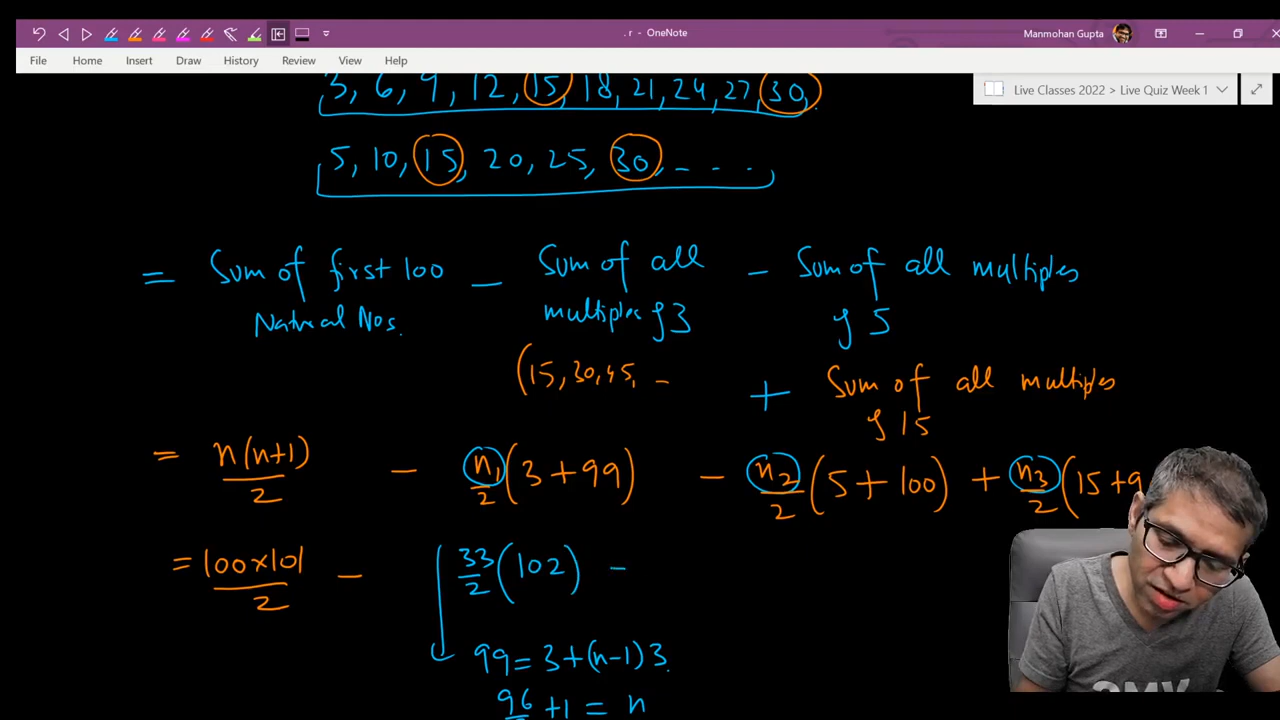 . r - OneNote
Manmohan Gupta
File Home Insert Draw History Review View Help
Live Classes 2022 > Live Quiz Week 1
3, 6, 9, 12, 15, 18, 21, 24, 27, 30,
5, 10, 15, 20, 25, 30, - - - .
= Sum of first 100 Natural Nos. - Sum of all multiples of 3 - Sum of all multiples of 5
(15, 30, 45, -
+ Sum of all multiples of 15
= n(n+1)/2 - n1/2 (3+99) - n2/2 (5+100) + n3/2 (15+9
= 100×101/2 - 33/2 (102) -
99 = 3+(n-1)3
96 +1 = n